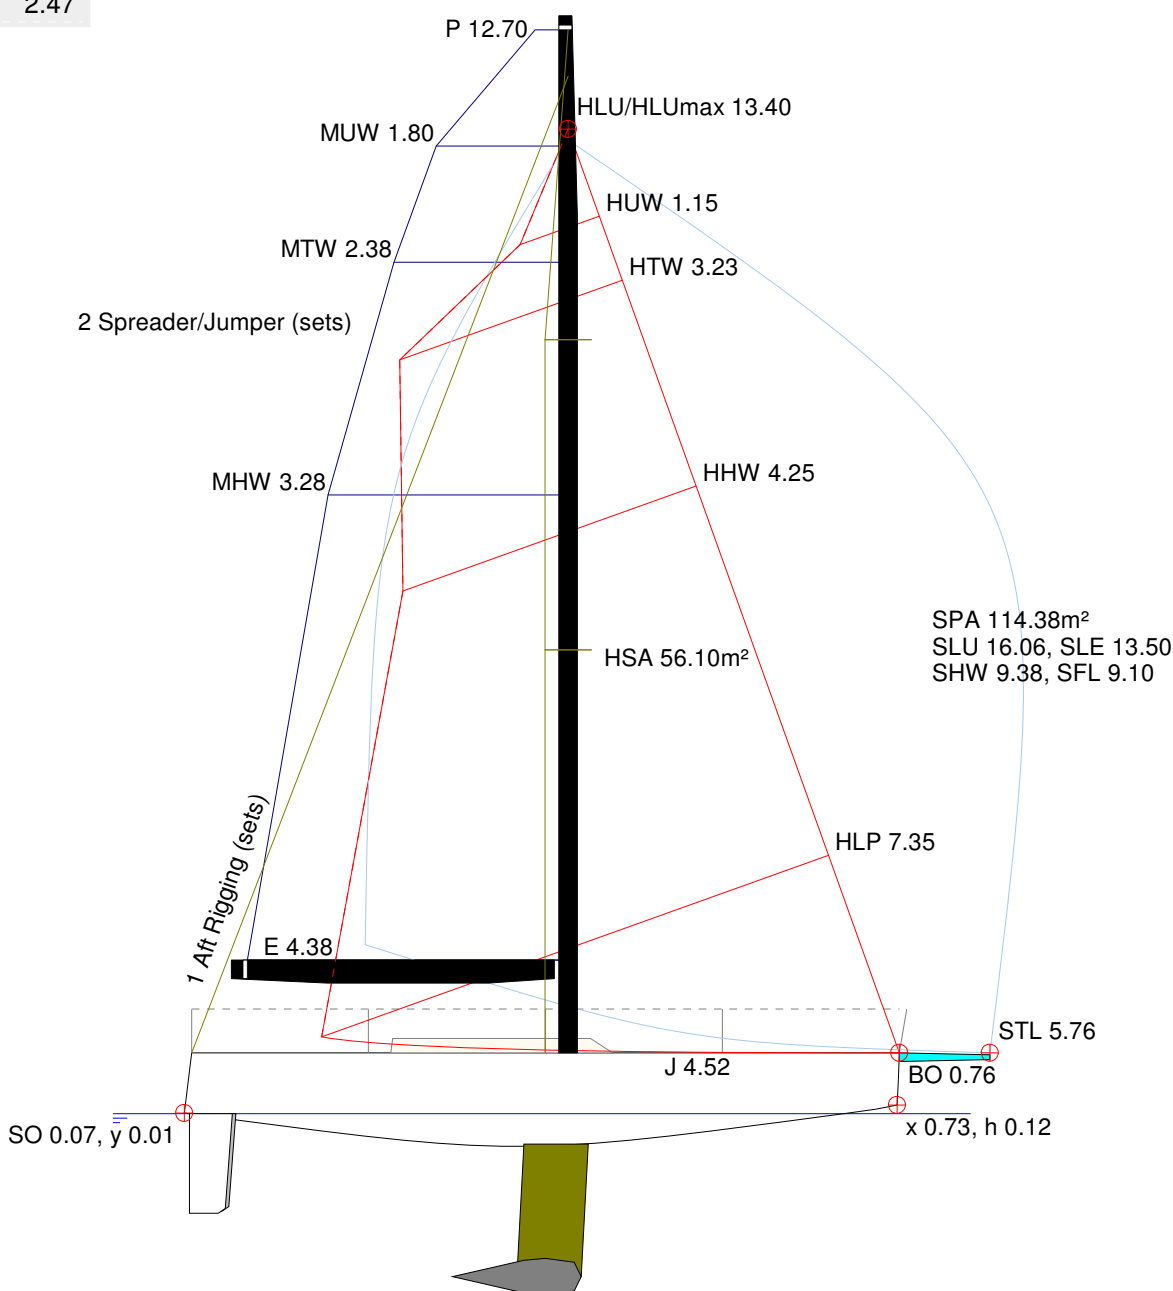 2.47
P 12.70
HLU/HLUmax 13.40
MUW 1.80
HUW 1.15
MTW 2.38
HTW 3.23
2 Spreader/Jumper (sets)
MHW 3.28
HHW 4.25
SPA 114.38m²
SLU 16.06, SLE 13.50
SHW 9.38, SFL 9.10
HSA 56.10m²
HLP 7.35
1 Aft Rigging (sets)
E 4.38
STL 5.76
J 4.52
BO 0.76
SO 0.07, y 0.01
x 0.73, h 0.12